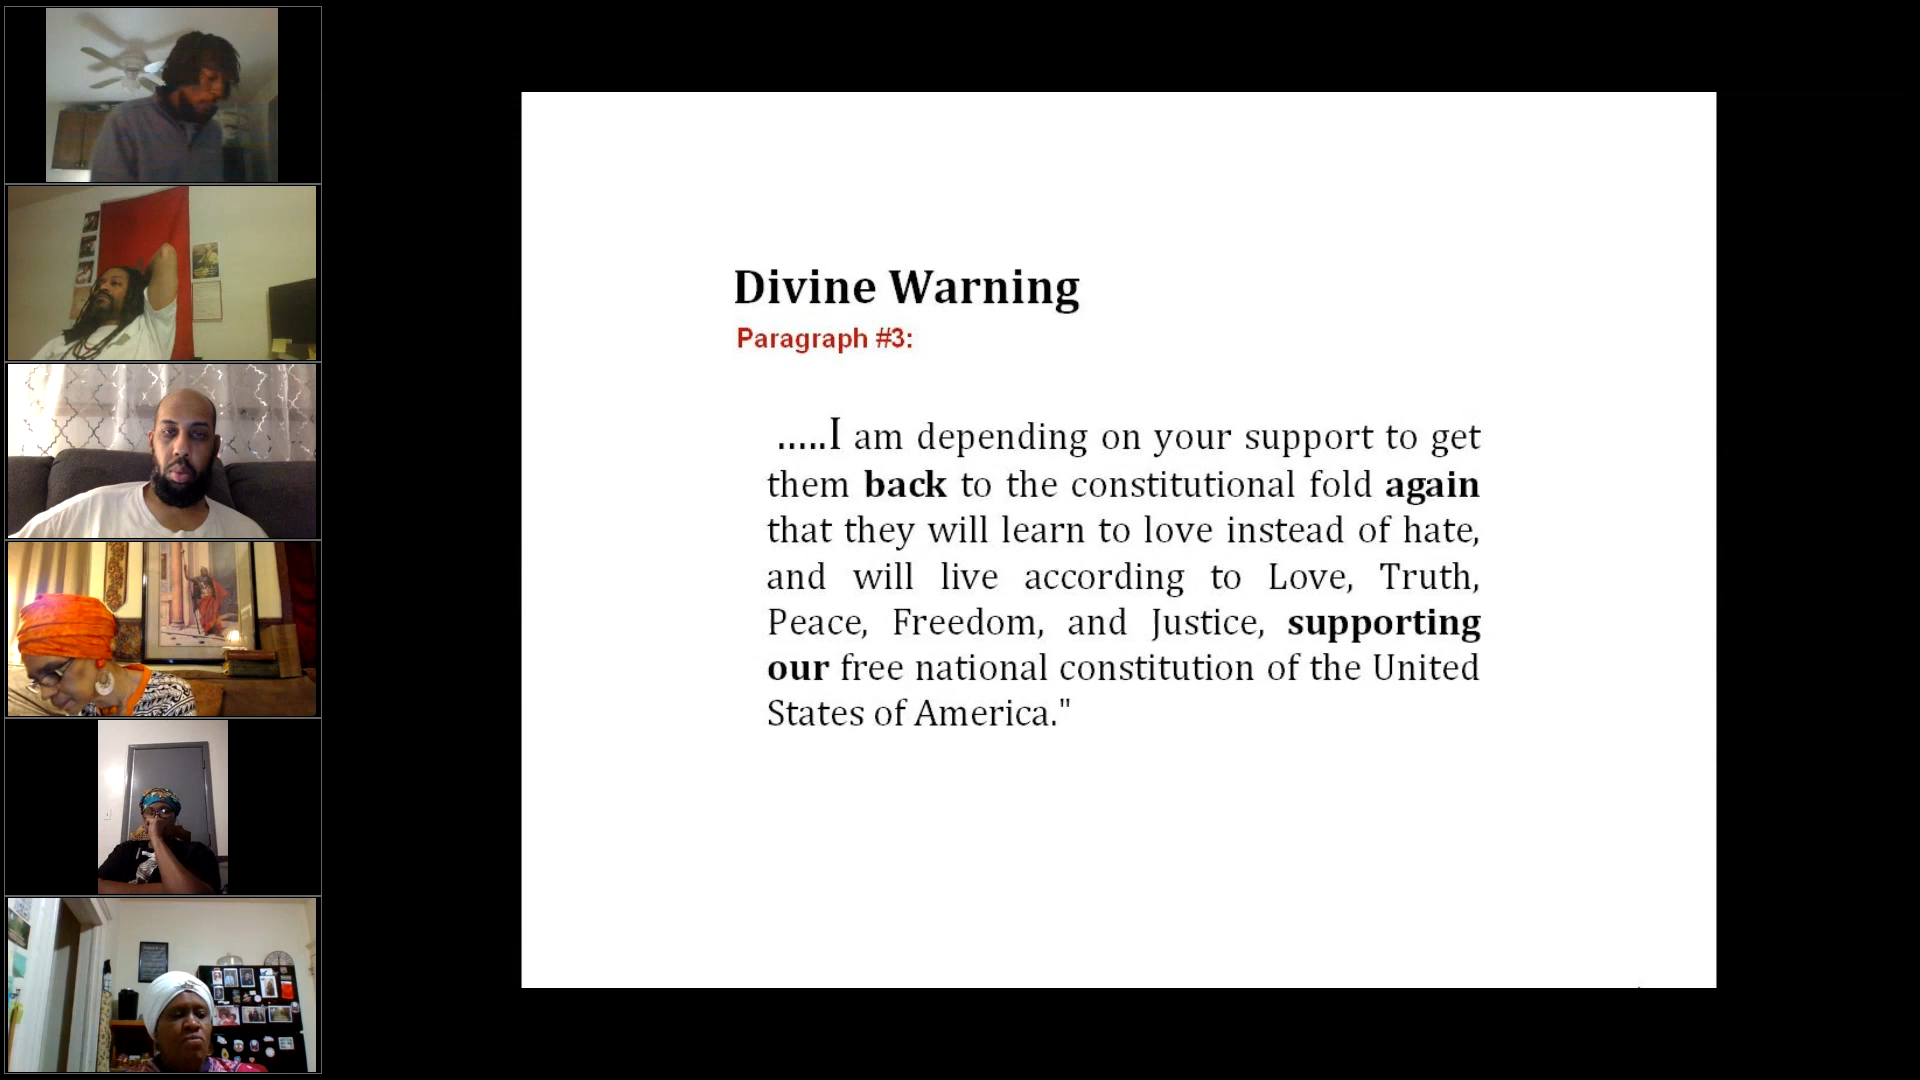 Divine Warning
Paragraph #3:
.....I am depending on your support to get
them back to the constitutional fold again
that they will learn to love instead of hate,
and will live according to Love, Truth,
Peace, Freedom, and Justice, supporting
our free national constitution of the United
States of America."